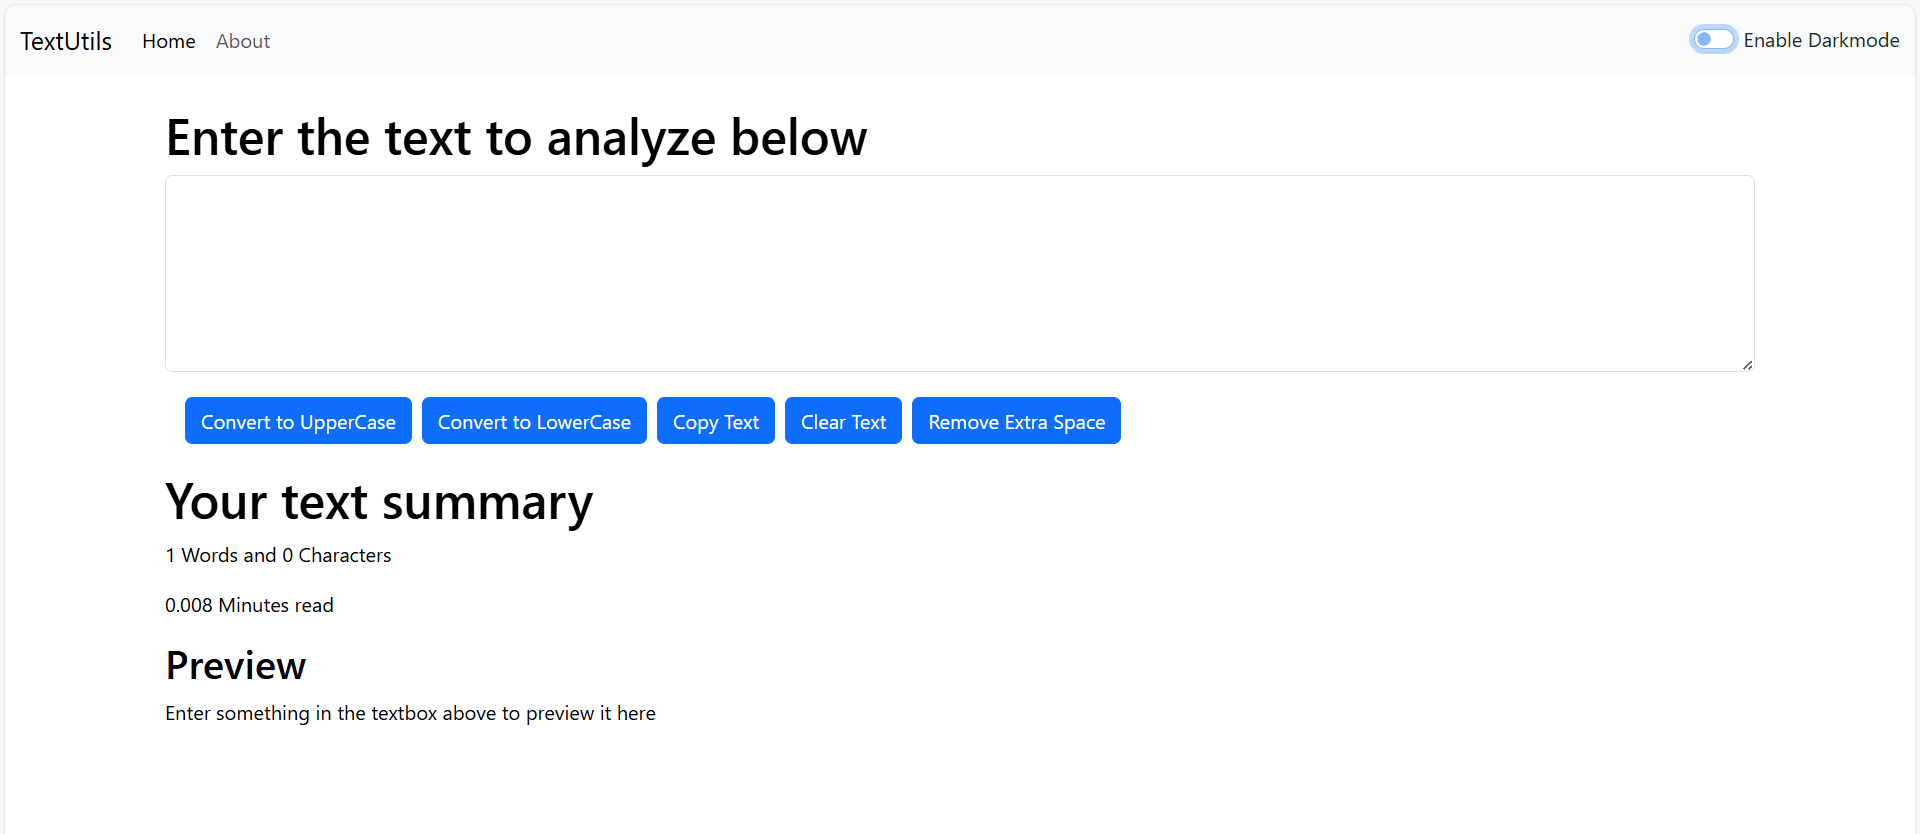 TextUtils Home About Enable Darkmode
Enter the text to analyze below
Convert to UpperCase Convert to LowerCase Copy Text Clear Text Remove Extra Space
Your text summary
1 Words and 0 Characters
0.008 Minutes read
Preview
Enter something in the textbox above to preview it here